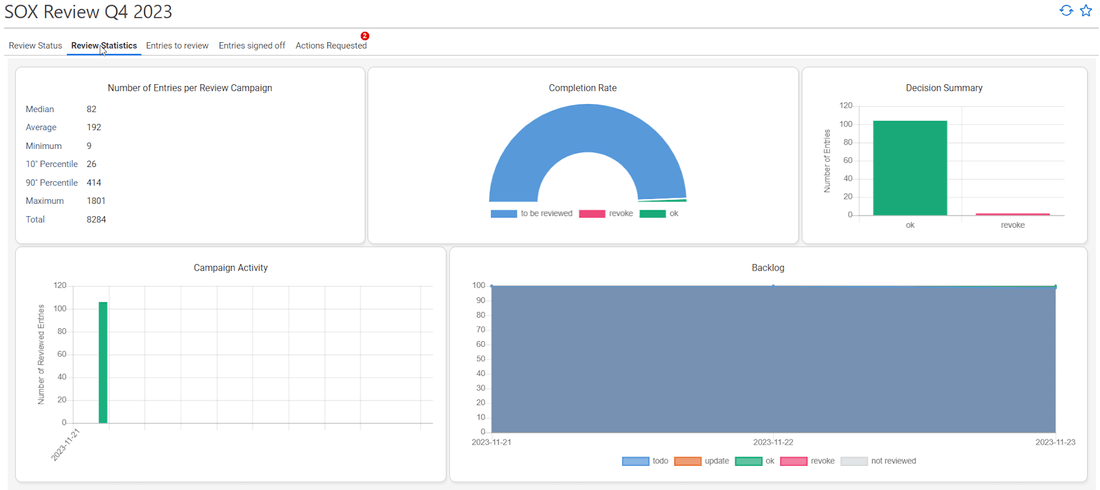 SOX Review Q4 2023
Review Status Review Statistics Entries to review Entries signed off Actions Requested 2
Number of Entries per Review Campaign
Median 82
Average 192
Minimum 9
10˚ Percentile 26
90˚ Percentile 414
Maximum 1801
Total 8284
Completion Rate
to be reviewed revoke ok
Decision Summary
Number of Entries
120
100
80
60
40
20
0
ok revoke
Campaign Activity
Number of Reviewed Entries
120
100
80
60
40
20
0
2023-11-21
Backlog
100
90
80
70
60
50
40
30
20
10
0
2023-11-21 2023-11-22 2023-11-23
todo update ok revoke not reviewed